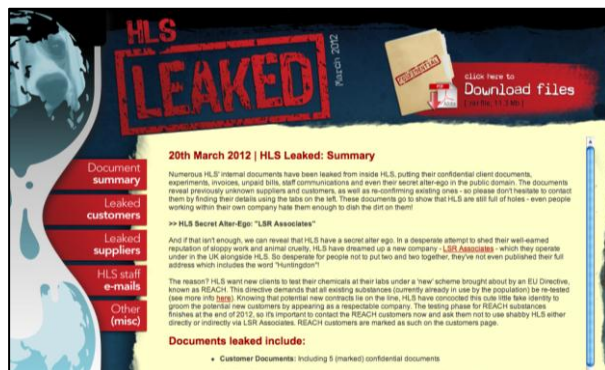 HLS
LEAKED
March 2012
CONFIDENTIAL
click here to
Download files
[ .rar file, 11.3 Mb ]
Document
summary
Leaked
customers
Leaked
suppliers
HLS staff
e-mails
Other
(misc)
20th March 2012 | HLS Leaked: Summary
Numerous HLS' internal documents have been leaked from inside HLS, putting their confidential client documents,
experiments, invoices, unpaid bills, staff communications and even their secret alter-ego in the public domain. The documents
reveal previously unknown suppliers and customers, as well as re-confirming existing ones - so please don't hesitate to contact
them by finding their details using the tabs on the left. These documents go to show that HLS are still full of holes - even people
working within their own company hate them enough to dish the dirt on them!
>> HLS Secret Alter-Ego: "LSR Associates"
And if that isn't enough, we can reveal that HLS have a secret alter ego. In a desperate attempt to shed their well-earned
reputation of sloppy work and animal cruelty, HLS have dreamed up a new company - LSR Associates - which they operate
under in the UK alongside HLS. So desperate for people not to put two and two together, they've not even published their full
address which includes the word "Huntingdon"!
The reason? HLS want new clients to test their chemicals at their labs under a 'new' scheme brought about by an EU Directive,
known as REACH. This directive demands that all existing substances (currently already in use by the population) be re-tested
(see more info here). Knowing that potential new contracts lie on the line, HLS have concocted this cute little fake identity to
groom the potential new customers by appearing as a respectable company. The testing phase for REACH substances
finishes at the end of 2012, so it's important to contact the REACH customers now and ask them not to use shabby HLS either
directly or indirectly via LSR Associates. REACH customers are marked as such on the customers page.
Documents leaked include:
• Customer Documents: Including 5 (marked) confidential documents